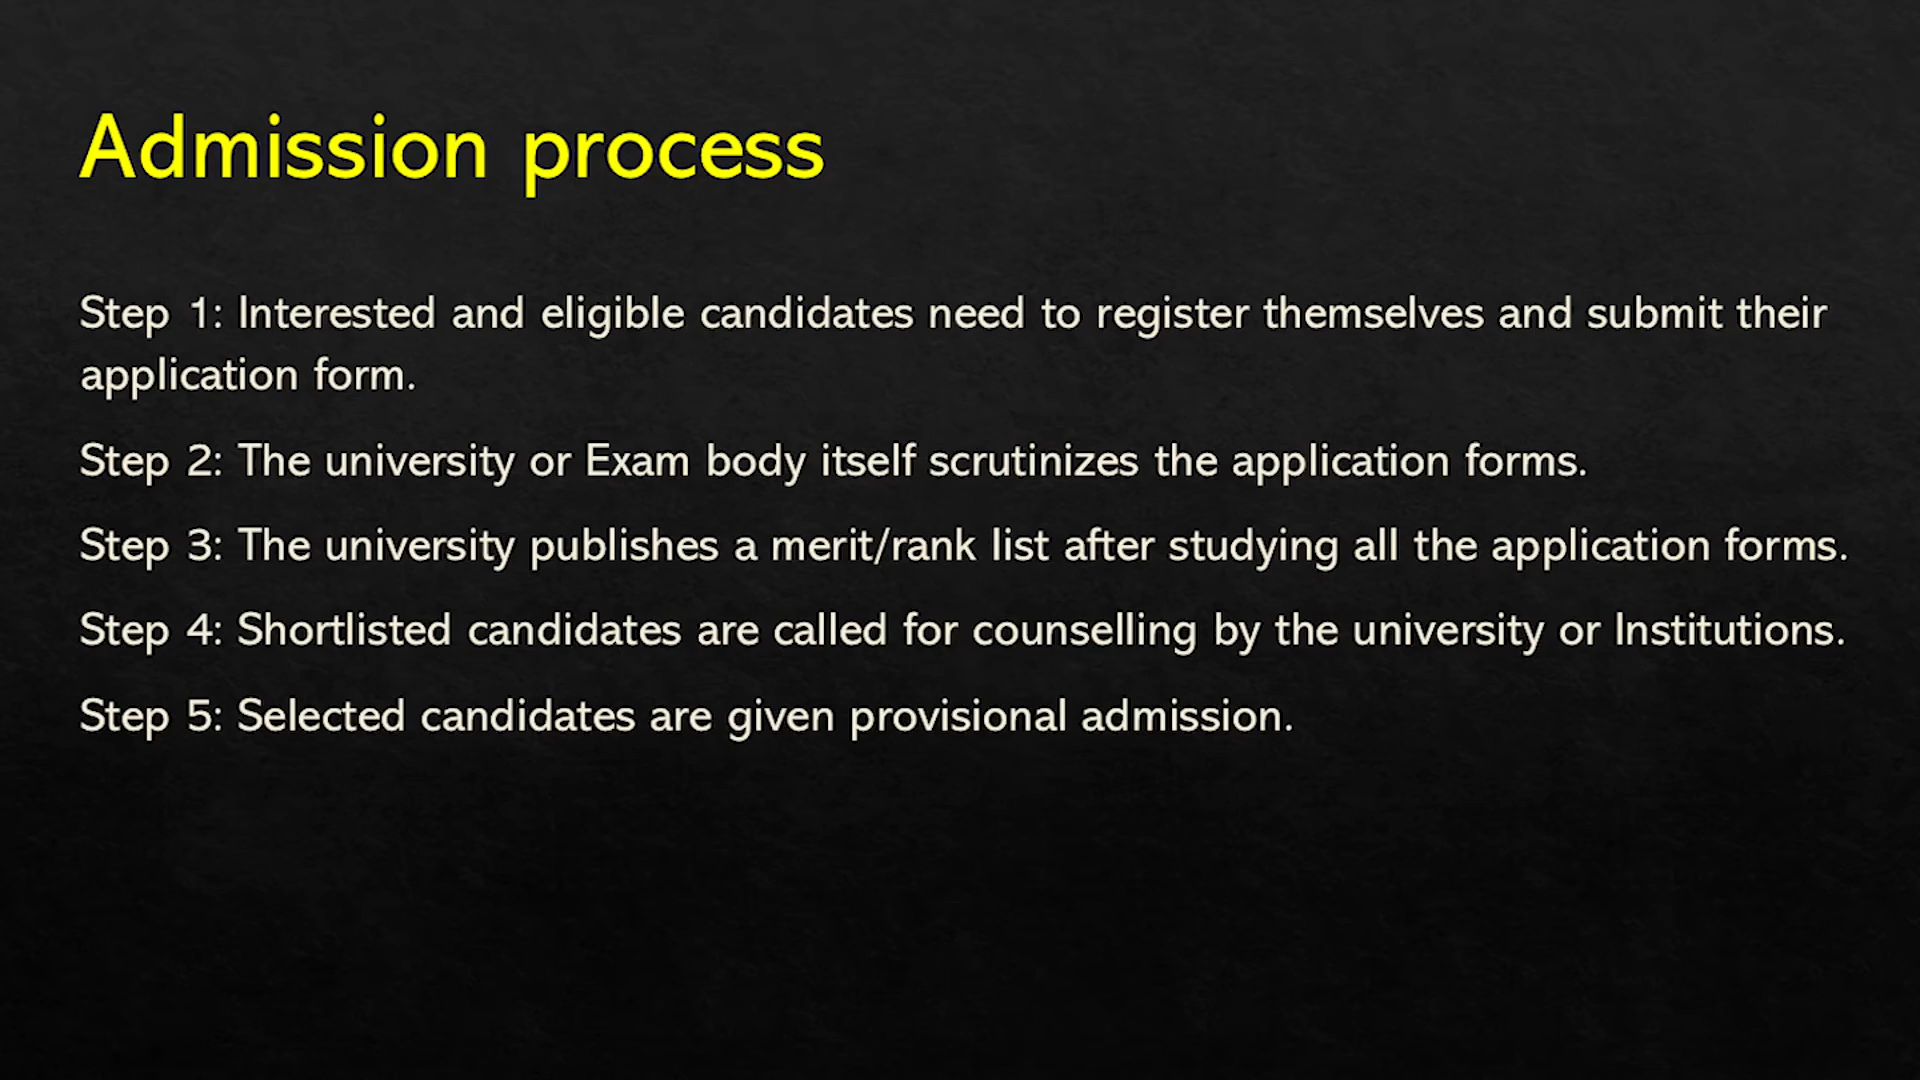 Admission process
Step 1: Interested and eligible candidates need to register themselves and submit their
application form.
Step 2: The university or Exam body itself scrutinizes the application forms.
Step 3: The university publishes a merit/rank list after studying all the application forms.
Step 4: Shortlisted candidates are called for counselling by the university or Institutions.
Step 5: Selected candidates are given provisional admission.